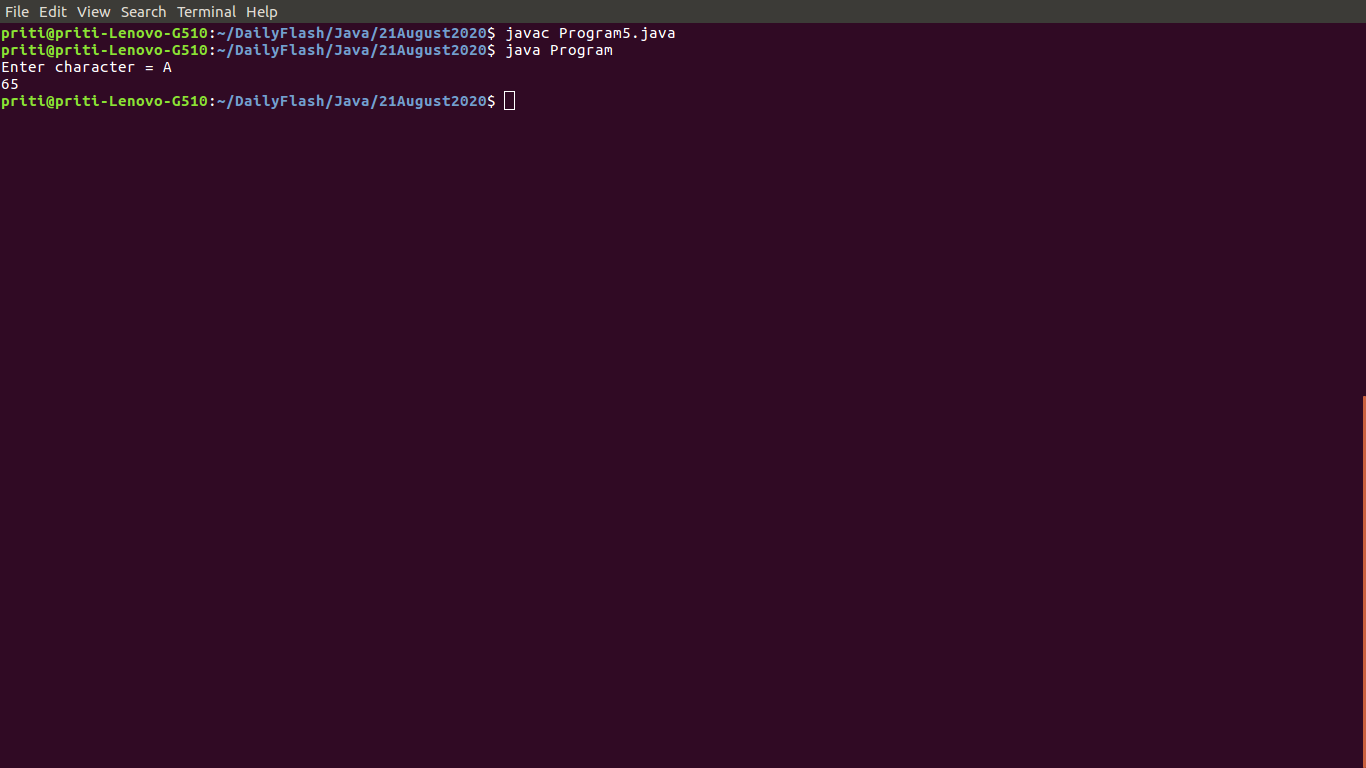 File Edit View Search Terminal Help
priti@priti-Lenovo-G510:~/DailyFlash/Java/21August2020$ javac Program5.java
priti@priti-Lenovo-G510:~/DailyFlash/Java/21August2020$ java Program
Enter character = A
65
priti@priti-Lenovo-G510:~/DailyFlash/Java/21August2020$